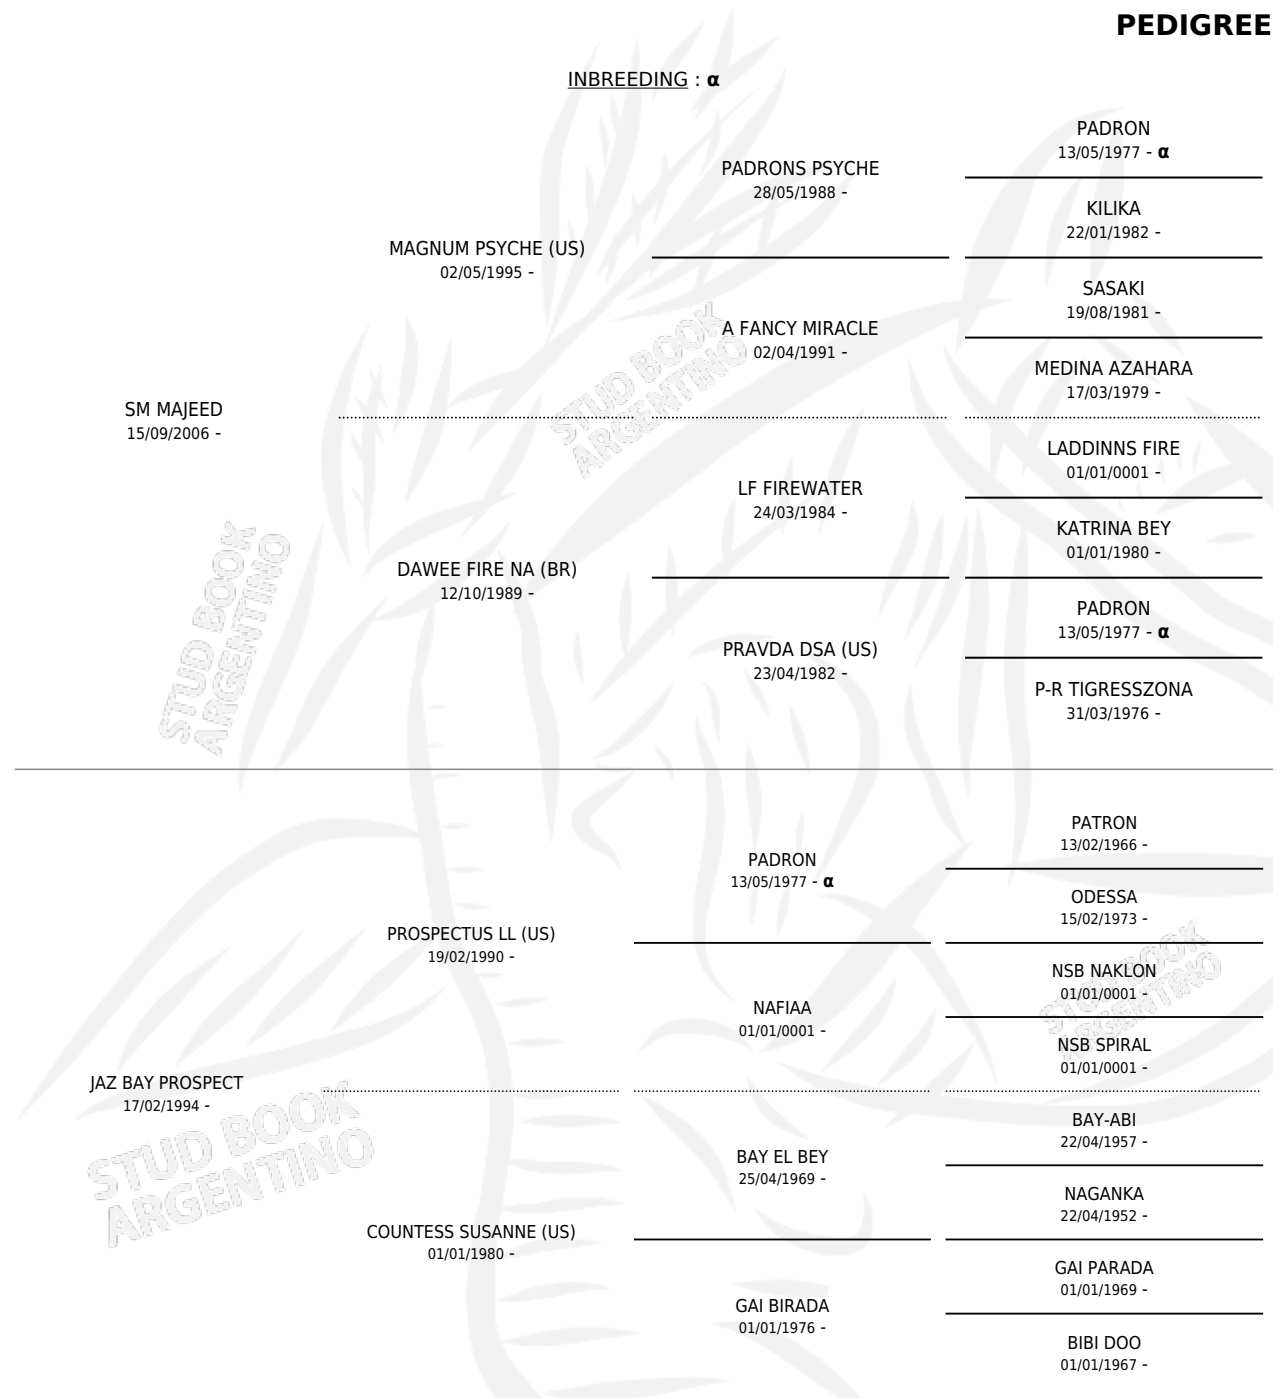 PEDIGREE
INBREEDING : α
PADRON
13/05/1977 - α
PADRONS PSYCHE
28/05/1988 -
KILIKA
22/01/1982 -
MAGNUM PSYCHE (US)
02/05/1995 -
SASAKI
19/08/1981 -
A FANCY MIRACLE
02/04/1991 -
MEDINA AZAHARA
17/03/1979 -
SM MAJEED
15/09/2006 -
LADDINNS FIRE
01/01/0001 -
LF FIREWATER
24/03/1984 -
KATRINA BEY
01/01/1980 -
DAWEE FIRE NA (BR)
12/10/1989 -
PADRON
13/05/1977 - α
PRAVDA DSA (US)
23/04/1982 -
P-R TIGRESSZONA
31/03/1976 -
PATRON
13/02/1966 -
PADRON
13/05/1977 - α
ODESSA
15/02/1973 -
PROSPECTUS LL (US)
19/02/1990 -
NSB NAKLON
01/01/0001 -
NAFIAA
01/01/0001 -
NSB SPIRAL
01/01/0001 -
JAZ BAY PROSPECT
17/02/1994 -
BAY-ABI
22/04/1957 -
BAY EL BEY
25/04/1969 -
NAGANKA
22/04/1952 -
COUNTESS SUSANNE (US)
01/01/1980 -
GAI PARADA
01/01/1969 -
GAI BIRADA
01/01/1976 -
BIBI DOO
01/01/1967 -
STUD BOOK
ARGENTINO
STUD BOOK
ARGENTINO
STUD BOOK
ARGENTINO
STUD BOOK
ARGENTINO